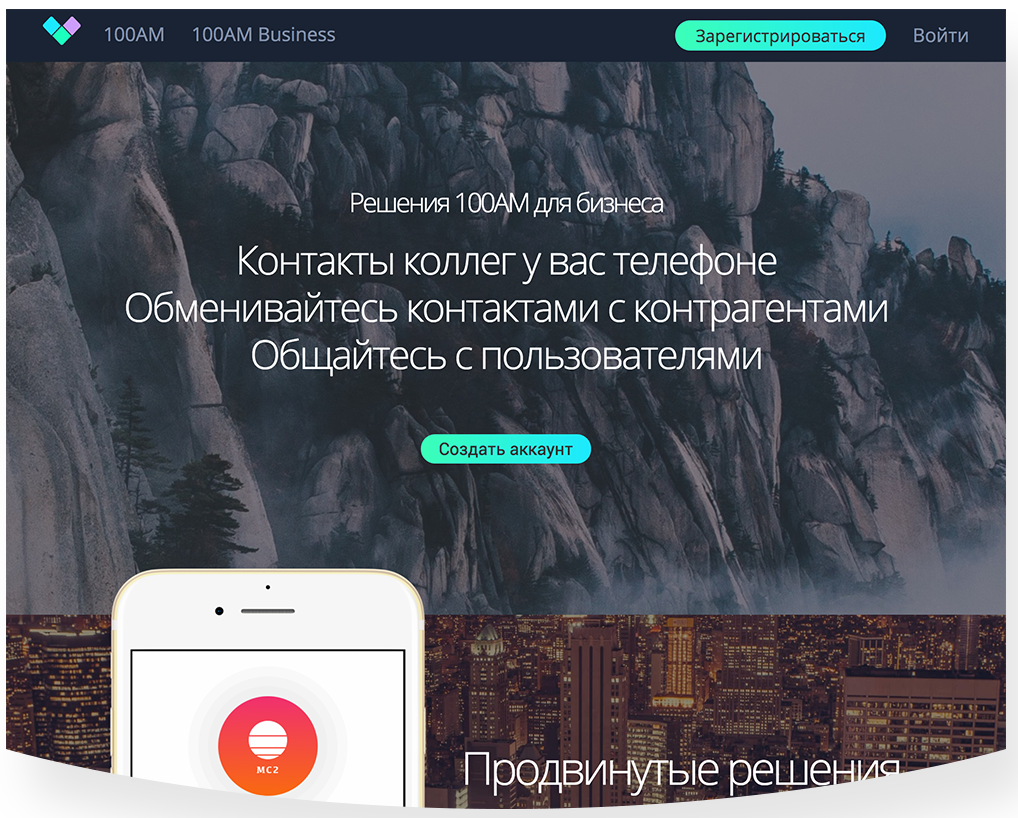 100AM 100AM Business Зарегистрироваться Войти
Решения 100AM для бизнеса
Контакты коллег у вас телефоне
Обменивайтесь контактами с контрагентами
Общайтесь с пользователями
Создать аккаунт
MC2
Продвинутые решения